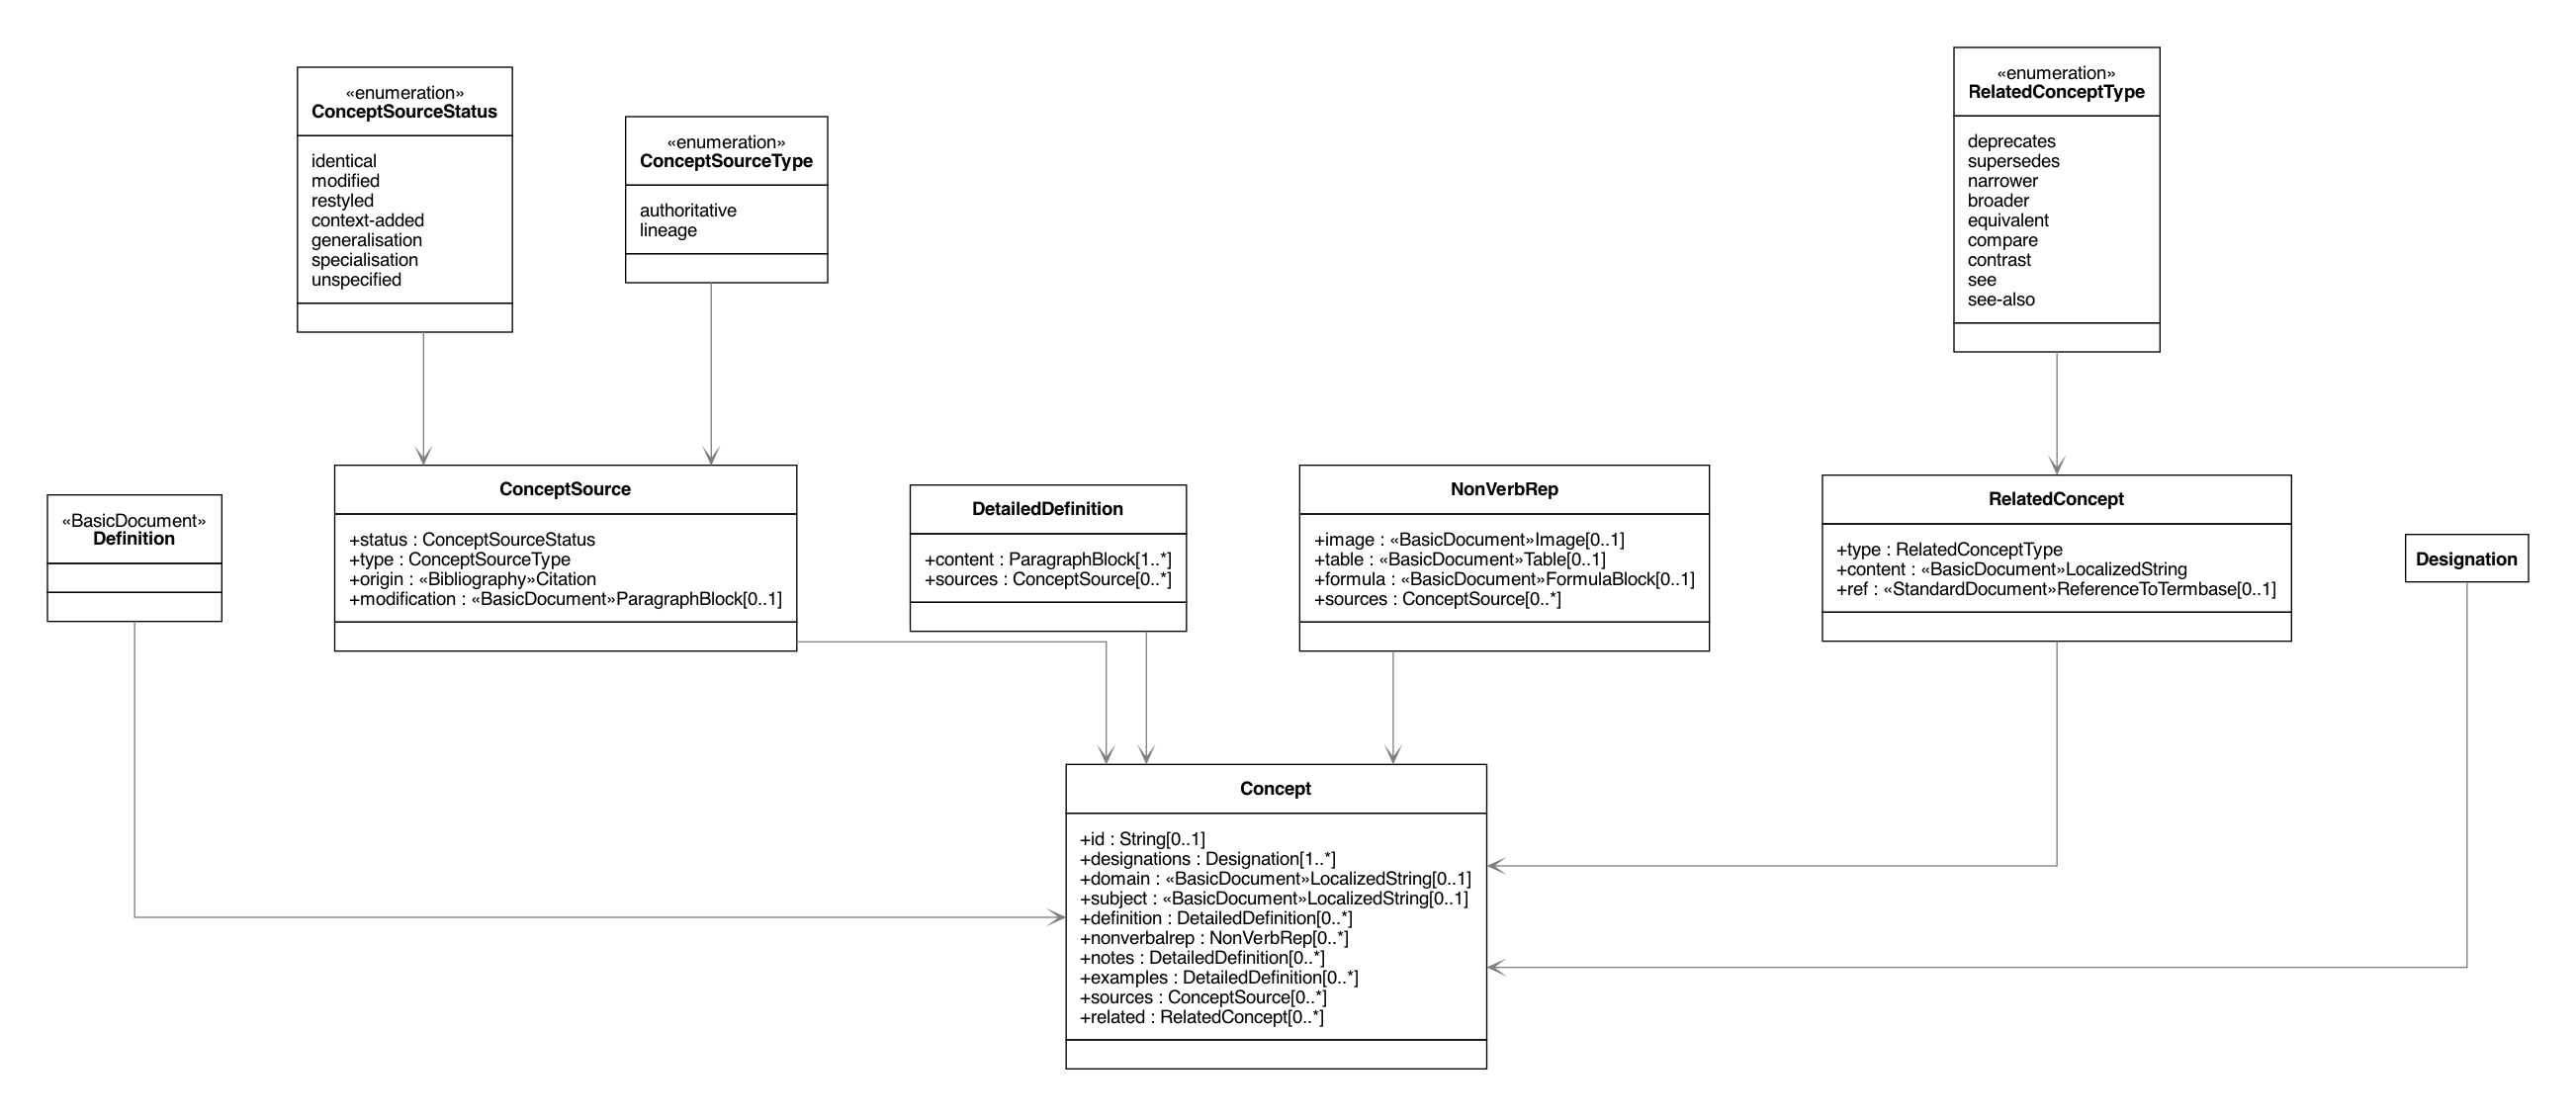 «enumeration»
ConceptSourceStatus
identical
modified
restyled
context-added
generalisation
specialisation
unspecified
«enumeration»
ConceptSourceType
authoritative
lineage
«enumeration»
RelatedConceptType
deprecates
supersedes
narrower
broader
equivalent
compare
contrast
see
see-also
«BasicDocument»
Definition
ConceptSource
+status : ConceptSourceStatus
+type : ConceptSourceType
+origin : «Bibliography»Citation
+modification : «BasicDocument»ParagraphBlock[0..1]
DetailedDefinition
+content : ParagraphBlock[1..*]
+sources : ConceptSource[0..*]
NonVerbRep
+image : «BasicDocument»Image[0..1]
+table : «BasicDocument»Table[0..1]
+formula : «BasicDocument»FormulaBlock[0..1]
+sources : ConceptSource[0..*]
RelatedConcept
+type : RelatedConceptType
+content : «BasicDocument»LocalizedString
+ref : «StandardDocument»ReferenceToTermbase[0..1]
Designation
Concept
+id : String[0..1]
+designations : Designation[1..*]
+domain : «BasicDocument»LocalizedString[0..1]
+subject : «BasicDocument»LocalizedString[0..1]
+definition : DetailedDefinition[0..*]
+nonverbalrep : NonVerbRep[0..*]
+notes : DetailedDefinition[0..*]
+examples : DetailedDefinition[0..*]
+sources : ConceptSource[0..*]
+related : RelatedConcept[0..*]